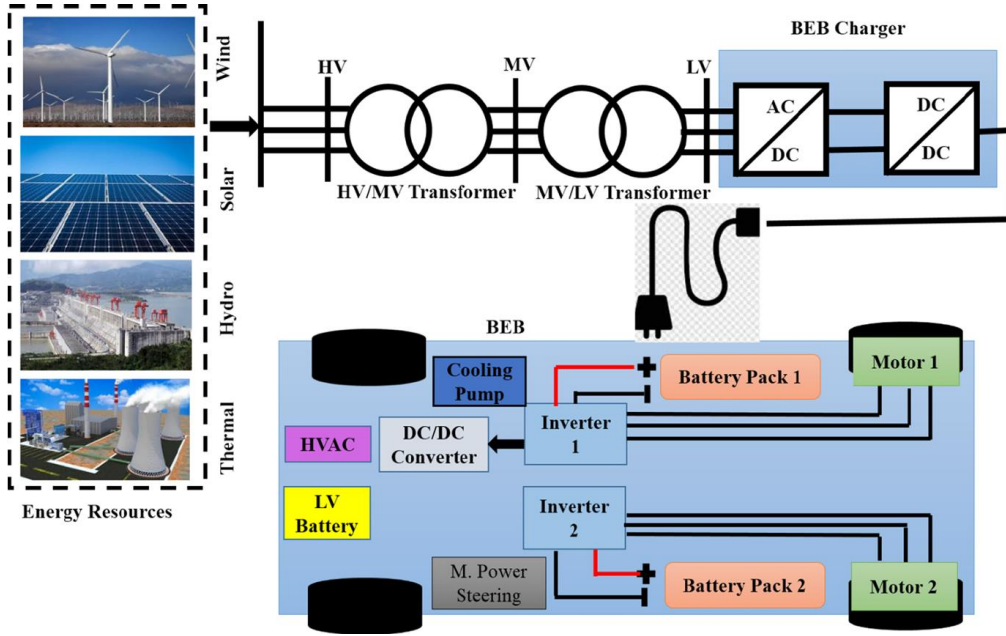 Wind
Solar
Hydro
Thermal
Energy Resources
HV
MV
LV
HV/MV Transformer
MV/LV Transformer
BEB Charger
AC
DC
DC
DC
BEB
Cooling
Pump
HVAC
DC/DC
Converter
LV
Battery
M. Power
Steering
Inverter
1
Inverter
2
Battery Pack 1
Battery Pack 2
Motor 1
Motor 2